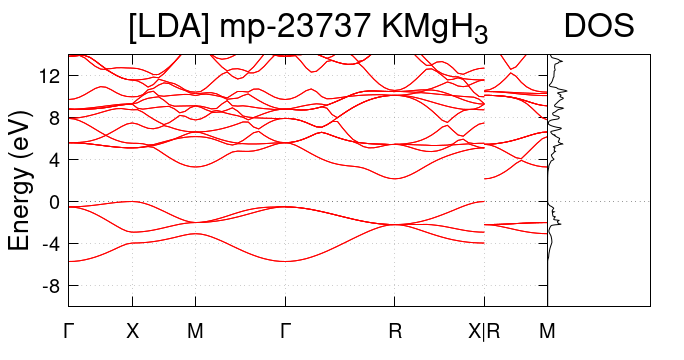 [LDA] mp-23737 KMgH₃ DOS
Energy (eV)
12
8
4
0
-4
-8
Γ X M Γ R X|R M